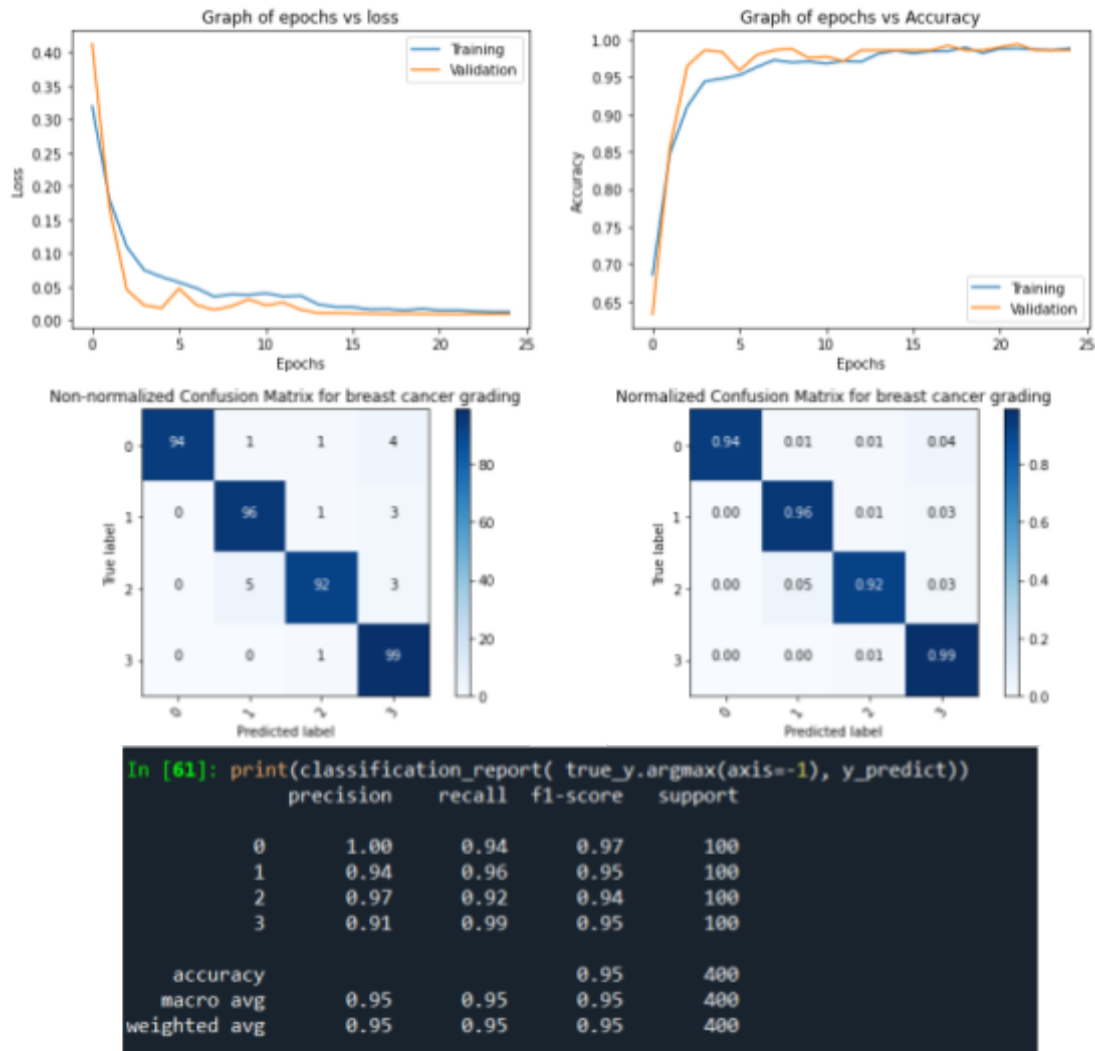 Graph of epochs vs loss
0.40
0.35
0.30
0.25
0.20
0.15
0.10
0.05
0.00
Loss
Training
Validation
0 5 10 15 20 25
Epochs
Graph of epochs vs Accuracy
1.00
0.95
0.90
0.85
0.80
0.75
0.70
0.65
Accuracy
Training
Validation
0 5 10 15 20 25
Epochs
Non-normalized Confusion Matrix for breast cancer grading
True label
0 94 1 1 4
1 0 96 1 3
2 0 5 92 3
3 0 0 1 99
0 1 2 3
Predicted label
80
60
40
20
0
Normalized Confusion Matrix for breast cancer grading
True label
0 0.94 0.01 0.01 0.04
1 0.00 0.96 0.01 0.03
2 0.00 0.05 0.92 0.03
3 0.00 0.00 0.01 0.99
0 1 2 3
Predicted label
0.8
0.6
0.4
0.2
0.0
In [61]: print(classification_report( true_y.argmax(axis=-1), y_predict))
precision recall f1-score support
0 1.00 0.94 0.97 100
1 0.94 0.96 0.95 100
2 0.97 0.92 0.94 100
3 0.91 0.99 0.95 100
accuracy 0.95 400
macro avg 0.95 0.95 0.95 400
weighted avg 0.95 0.95 0.95 400